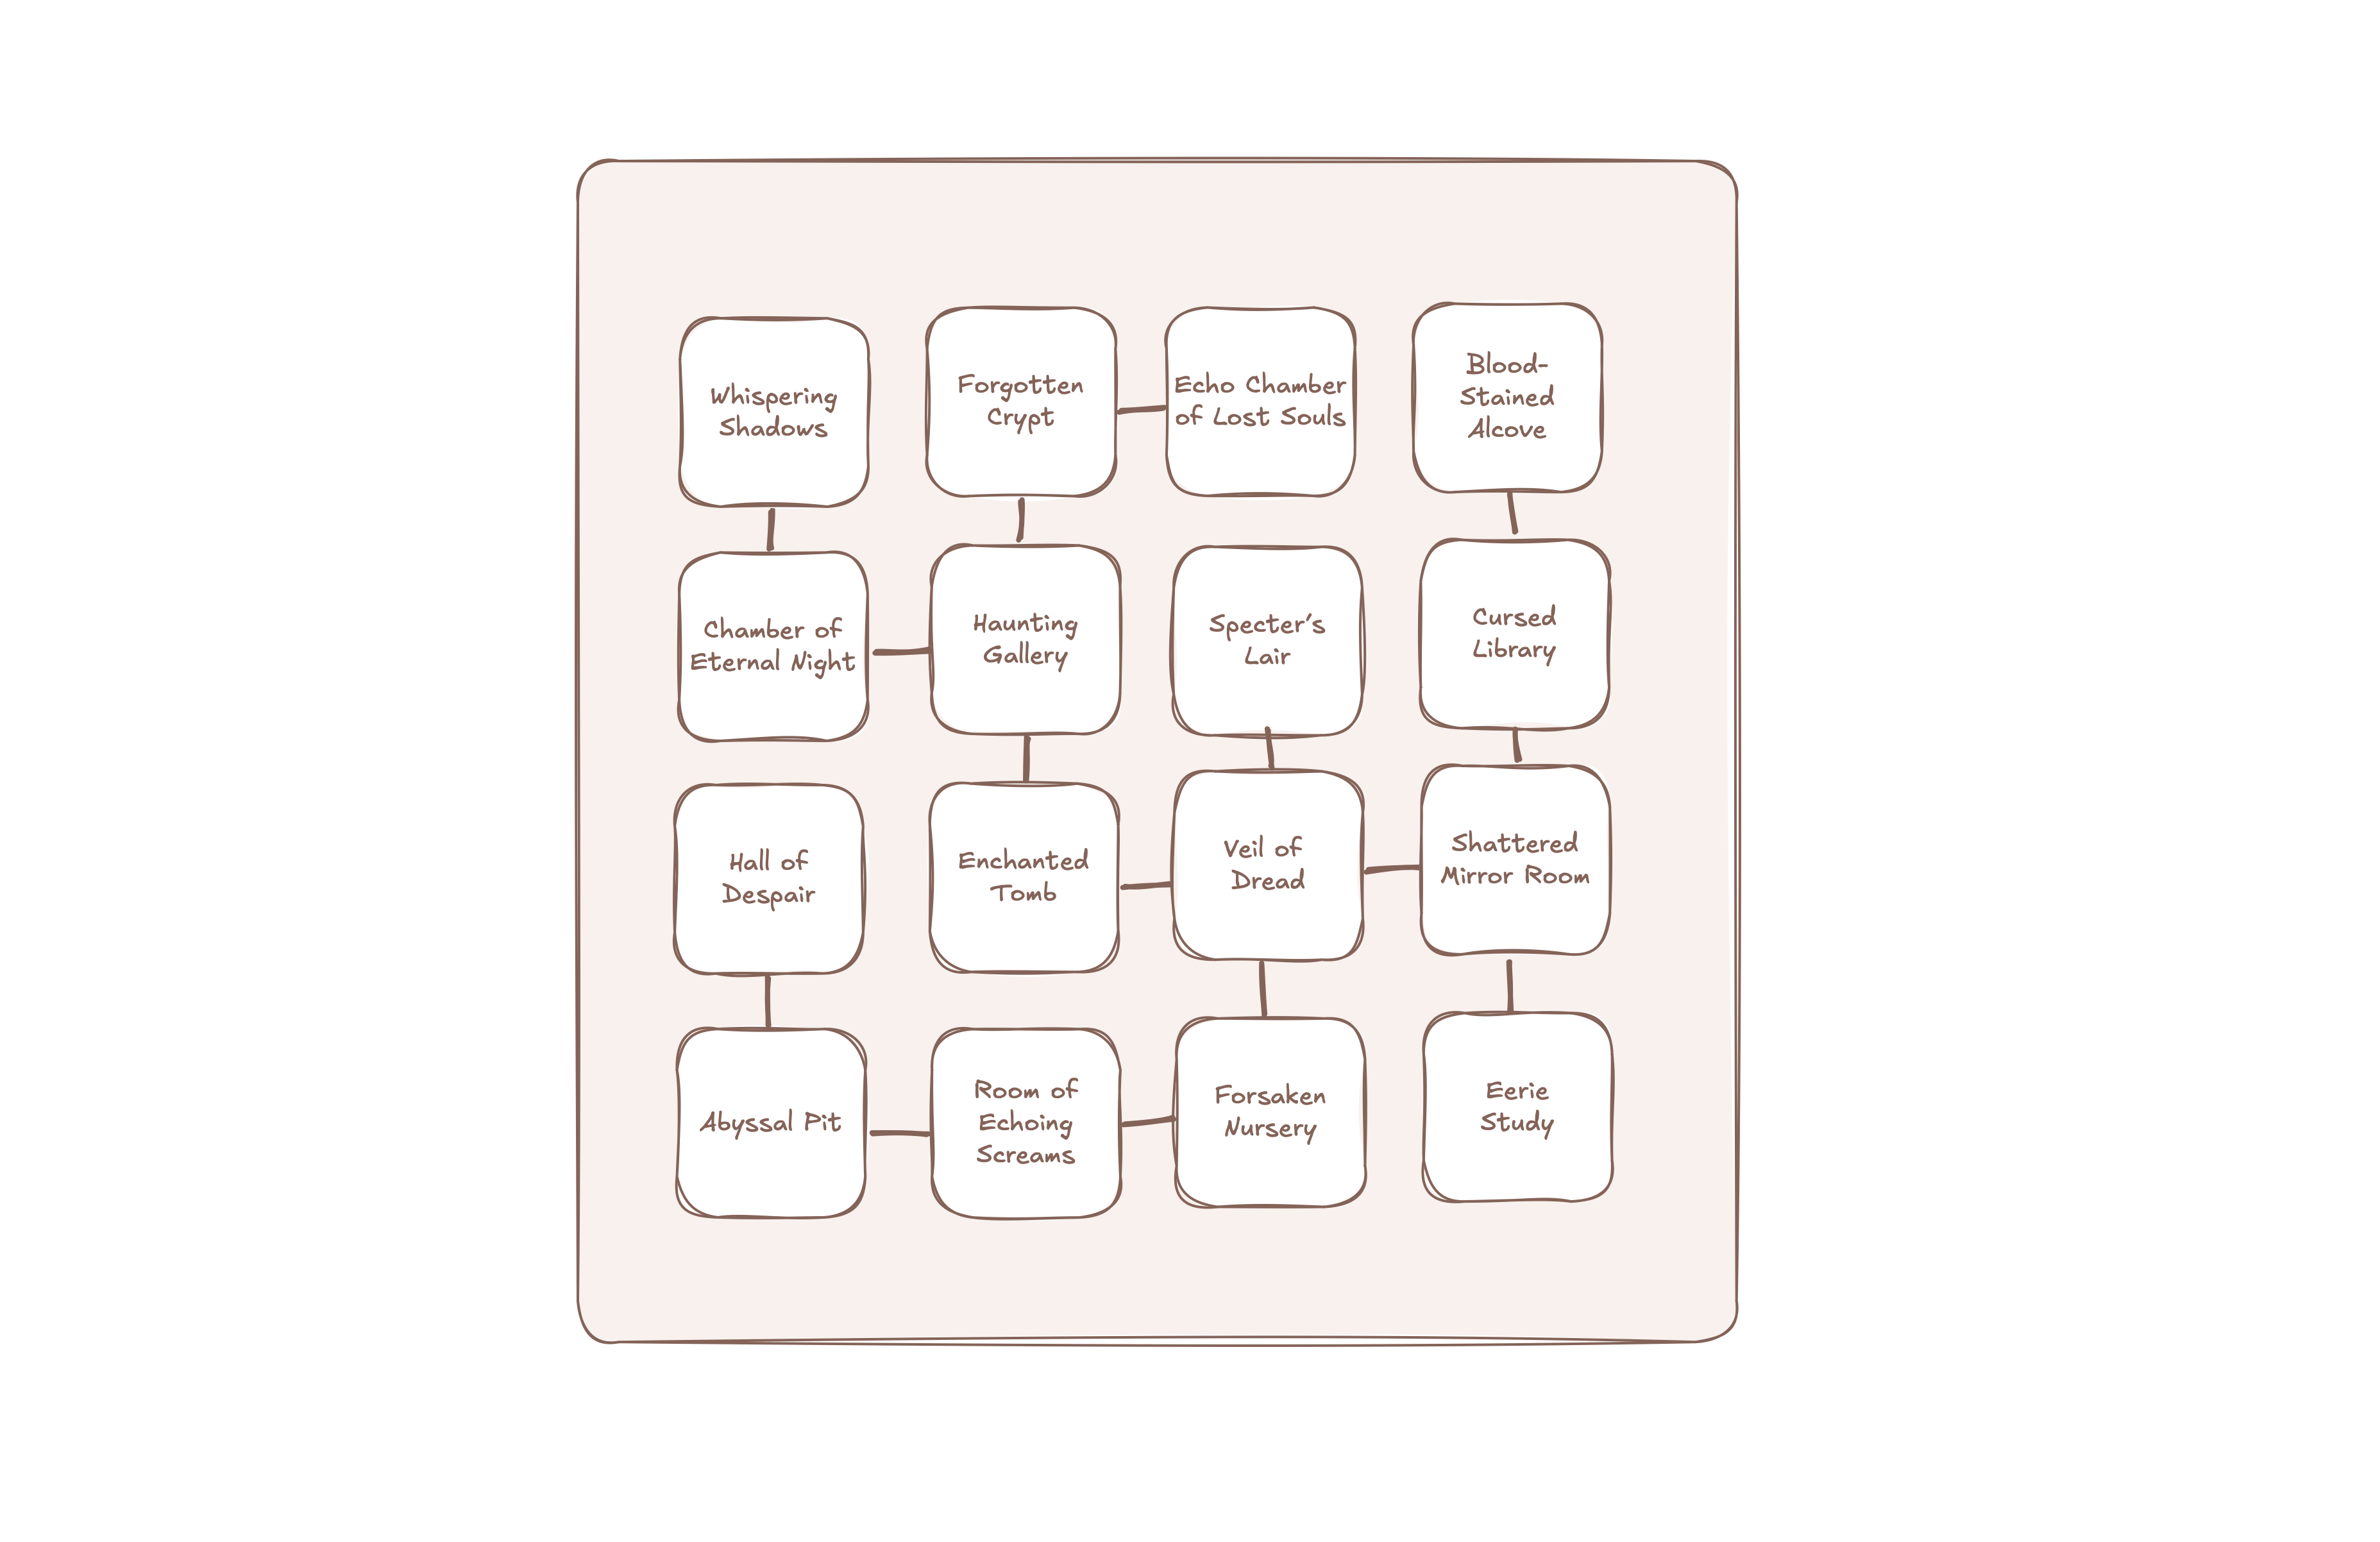 Whispering
Shadows
Forgotten
Crypt
Echo Chamber
of Lost Souls
Blood-
Stained
Alcove
Chamber of
Eternal Night
Haunting
Gallery
Specter's
Lair
Cursed
Library
Hall of
Despair
Enchanted
Tomb
Veil of
Dread
Shattered
Mirror Room
Abyssal Pit
Room of
Echoing
Screams
Forsaken
Nursery
Eerie
Study